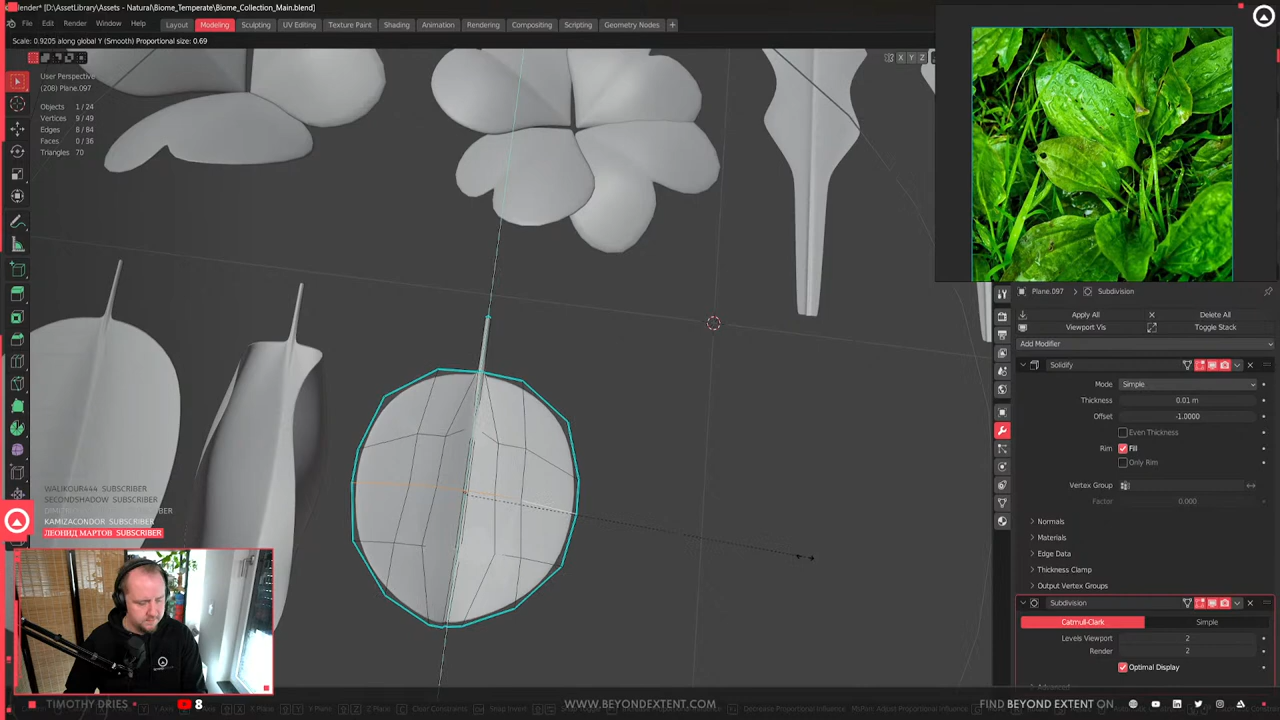 lender* [D:\AssetLibrary\Assets - Natural\Biome_Temperate\Biome_Collection_Main.blend]
File Edit Render Window Help Layout Modeling Sculpting UV Editing Texture Paint Shading Animation Rendering Compositing Scripting Geometry Nodes +
Scale: 0.9205 along global Y (Smooth) Proportional size: 0.69
X Y Z
User Perspective
(208) Plane.097
Objects 1 / 24
Vertices 9 / 49
Edges 8 / 84
Faces 0 / 36
Triangles 70
Plane.097 > Subdivision
Apply All Delete All
Viewport Vis Toggle Stack
Add Modifier
Solidify
Mode Simple
Thickness 0.01 m
Offset -1.0000
Even Thickness
Rim Fill
Only Rim
Vertex Group
Factor 0.000
Normals
Materials
Edge Data
Thickness Clamp
Output Vertex Groups
Subdivision
Catmull-Clark Simple
Levels Viewport 2
Render 2
Optimal Display
WALIKOUR444 SUBSCRIBER
SECONDSHADOW SUBSCRIBER
SUBSCRIBER
KAMIZACONDOR SUBSCRIBER
ЛЕОНИД МАРТОВ SUBSCRIBER
TIMOTHY DRIES 8 WWW.BEYONDEXTENT.COM FIND BEYOND EXTENT ON